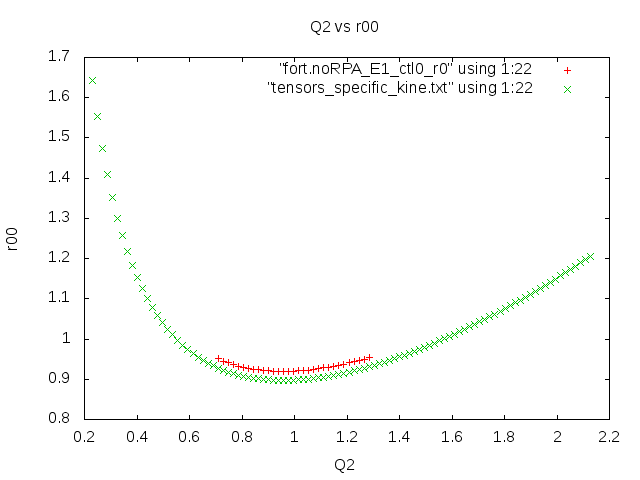 Q2 vs r00
"fort.noRPA_E1_ctl0_r0" using 1:22
"tensors_specific_kine.txt" using 1:22
1.7
1.6
1.5
1.4
1.3
1.2
1.1
1
0.9
0.8
r00
0.2 0.4 0.6 0.8 1 1.2 1.4 1.6 1.8 2 2.2
Q2